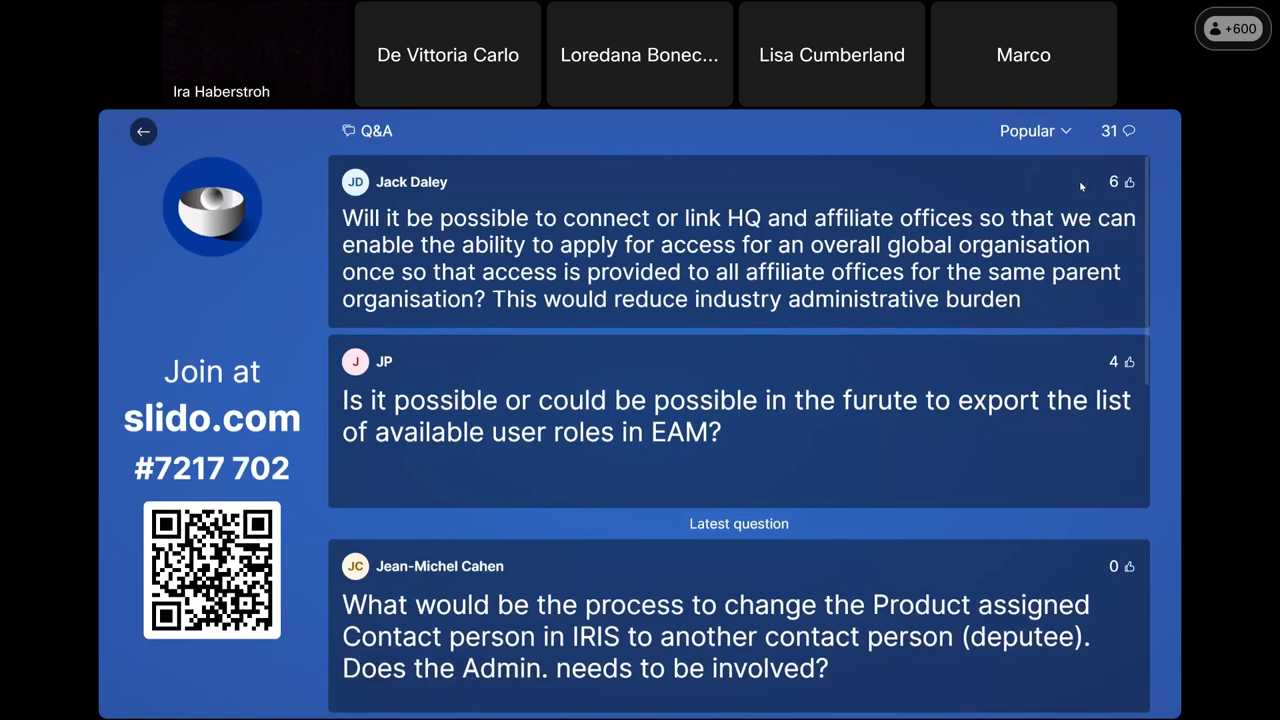 Ira Haberstroh
De Vittoria Carlo
Loredana Bonec...
Lisa Cumberland
Marco
+600
Q&A
Popular
31
JD
Jack Daley
6
Will it be possible to connect or link HQ and affiliate offices so that we can
enable the ability to apply for access for an overall global organisation
once so that access is provided to all affiliate offices for the same parent
organisation? This would reduce industry administrative burden
J
JP
4
Is it possible or could be possible in the furute to export the list
of available user roles in EAM?
Latest question
JC
Jean-Michel Cahen
0
What would be the process to change the Product assigned
Contact person in IRIS to another contact person (deputee).
Does the Admin. needs to be involved?
Join at
slido.com
#7217 702